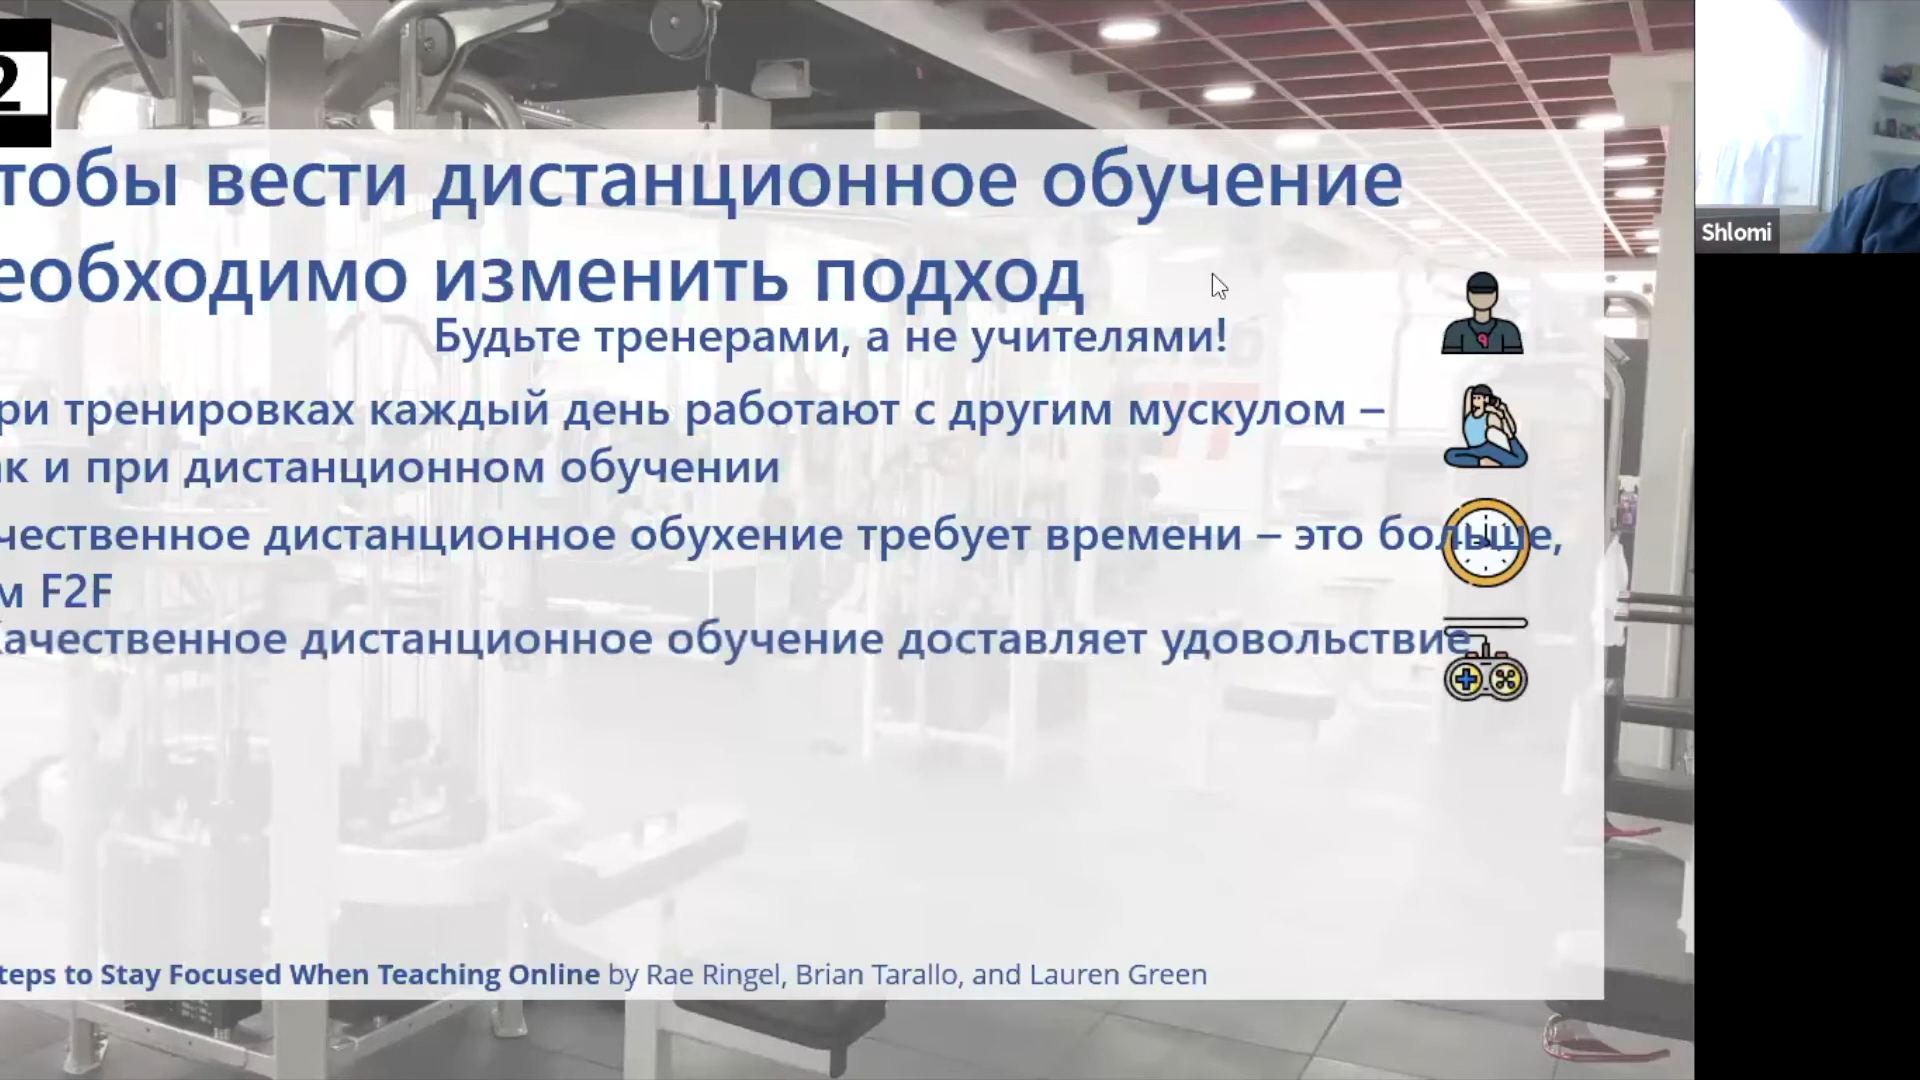 2
тобы вести дистанционное обучение
еобходимо изменить подход
Будьте тренерами, а не учителями!
ри тренировках каждый день работают с другим мускулом –
ак и при дистанционном обучении
чественное дистанционное обухение требует времени – это больше,
м F2F
Качественное дистанционное обучение доставляет удовольствие
teps to Stay Focused When Teaching Online by Rae Ringel, Brian Tarallo, and Lauren Green
Shlomi